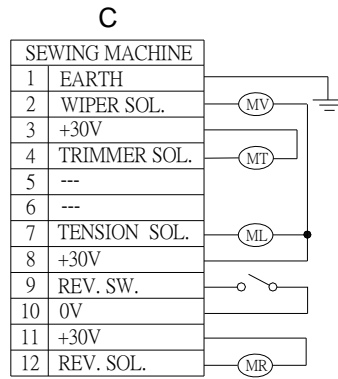 C
SEWING MACHINE
1 EARTH
2 WIPER SOL. MV
3 +30V
4 TRIMMER SOL. MT
5 ---
6 ---
7 TENSION SOL. ML
8 +30V
9 REV. SW.
10 0V
11 +30V
12 REV. SOL. MR